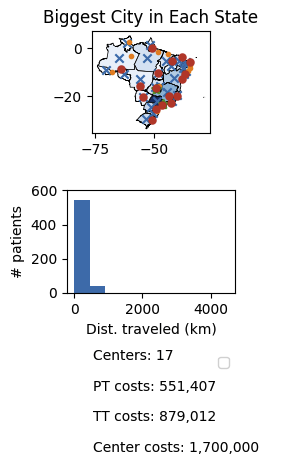 Biggest City in Each State
0
−20
−75
−50
600
400
200
0
# patients
0
2000
4000
Dist. traveled (km)
Centers: 17
PT costs: 551,407
TT costs: 879,012
Center costs: 1,700,000